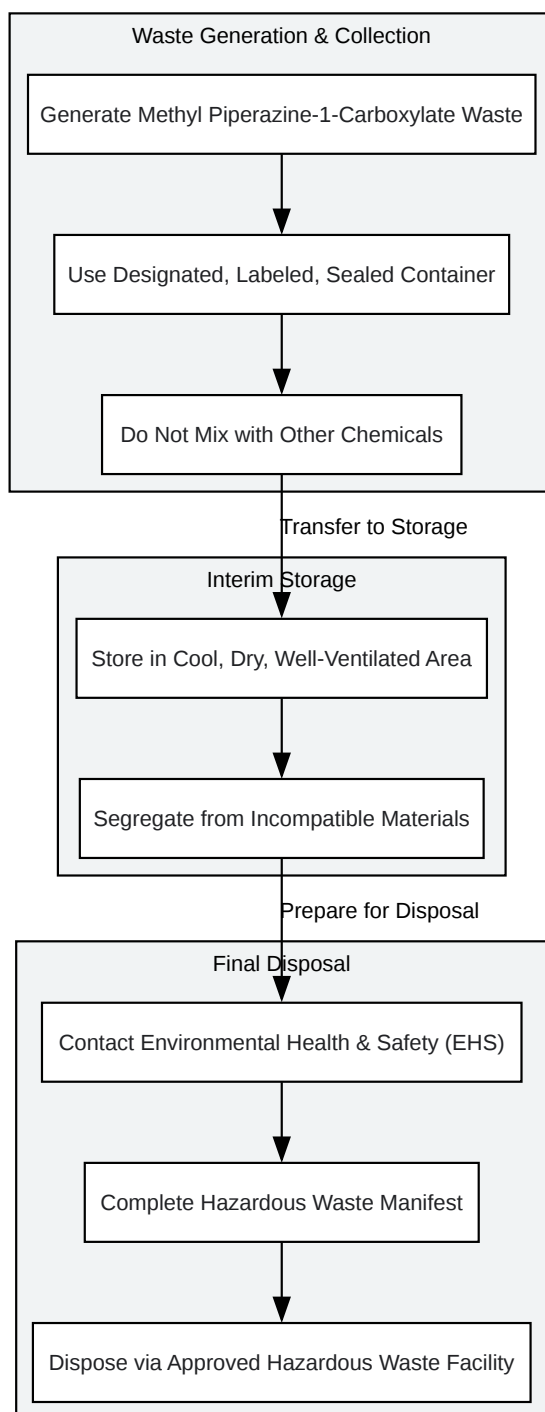 Waste Generation & Collection
Generate Methyl Piperazine-1-Carboxylate Waste
Use Designated, Labeled, Sealed Container
Do Not Mix with Other Chemicals
Transfer to Storage
Interim Storage
Store in Cool, Dry, Well-Ventilated Area
Segregate from Incompatible Materials
Prepare for Disposal
Final Disposal
Contact Environmental Health & Safety (EHS)
Complete Hazardous Waste Manifest
Dispose via Approved Hazardous Waste Facility